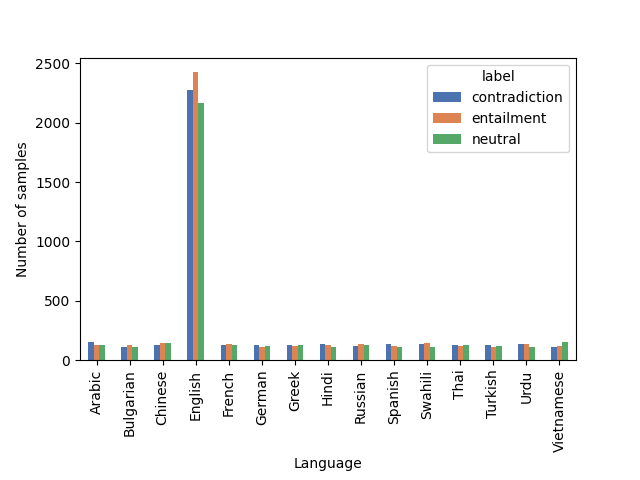 label
contradiction
entailment
neutral
2500
2000
1500
1000
500
0
Number of samples
Arabic
Bulgarian
Chinese
English
French
German
Greek
Hindi
Russian
Spanish
Swahili
Thai
Turkish
Urdu
Vietnamese
Language